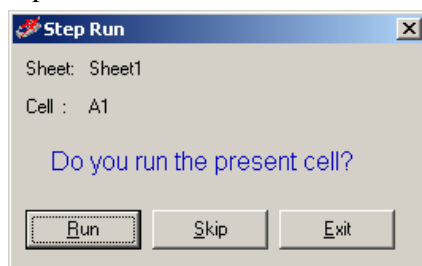 Step Run
Sheet: Sheet1
Cell : A1
Do you run the present cell?
Run Skip Exit